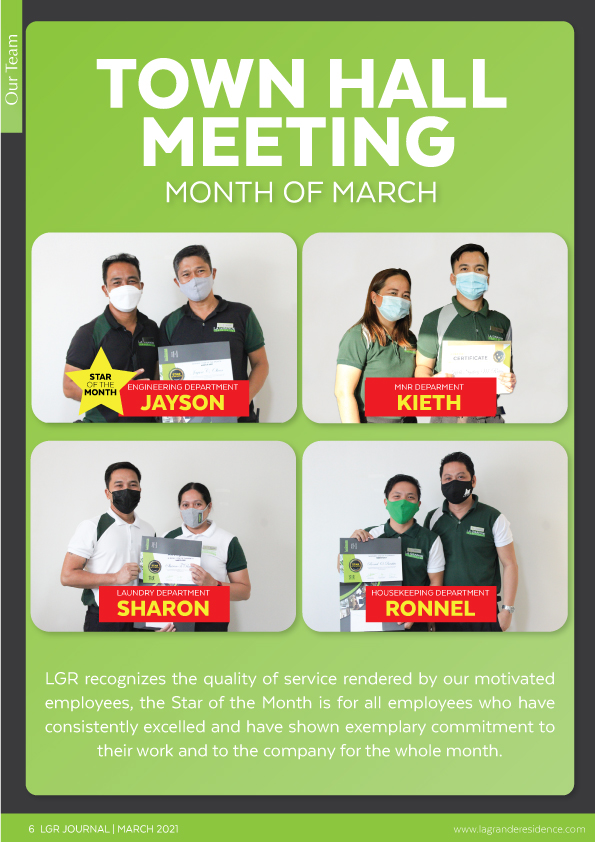 Our Team
TOWN HALL
MEETING
MONTH OF MARCH
STAR
OF THE
MONTH
ENGINEERING DEPARTMENT
JAYSON
CERTIFICATE
MNR DEPARMENT
KIETH
LAUNDRY DEPARTMENT
SHARON
HOUSEKEEPING DEPARTMENT
RONNEL
LGR recognizes the quality of service rendered by our motivated
employees, the Star of the Month is for all employees who have
consistently excelled and have shown exemplary commitment to
their work and to the company for the whole month.
6 LGR JOURNAL | MARCH 2021
www.lagranderesidence.com